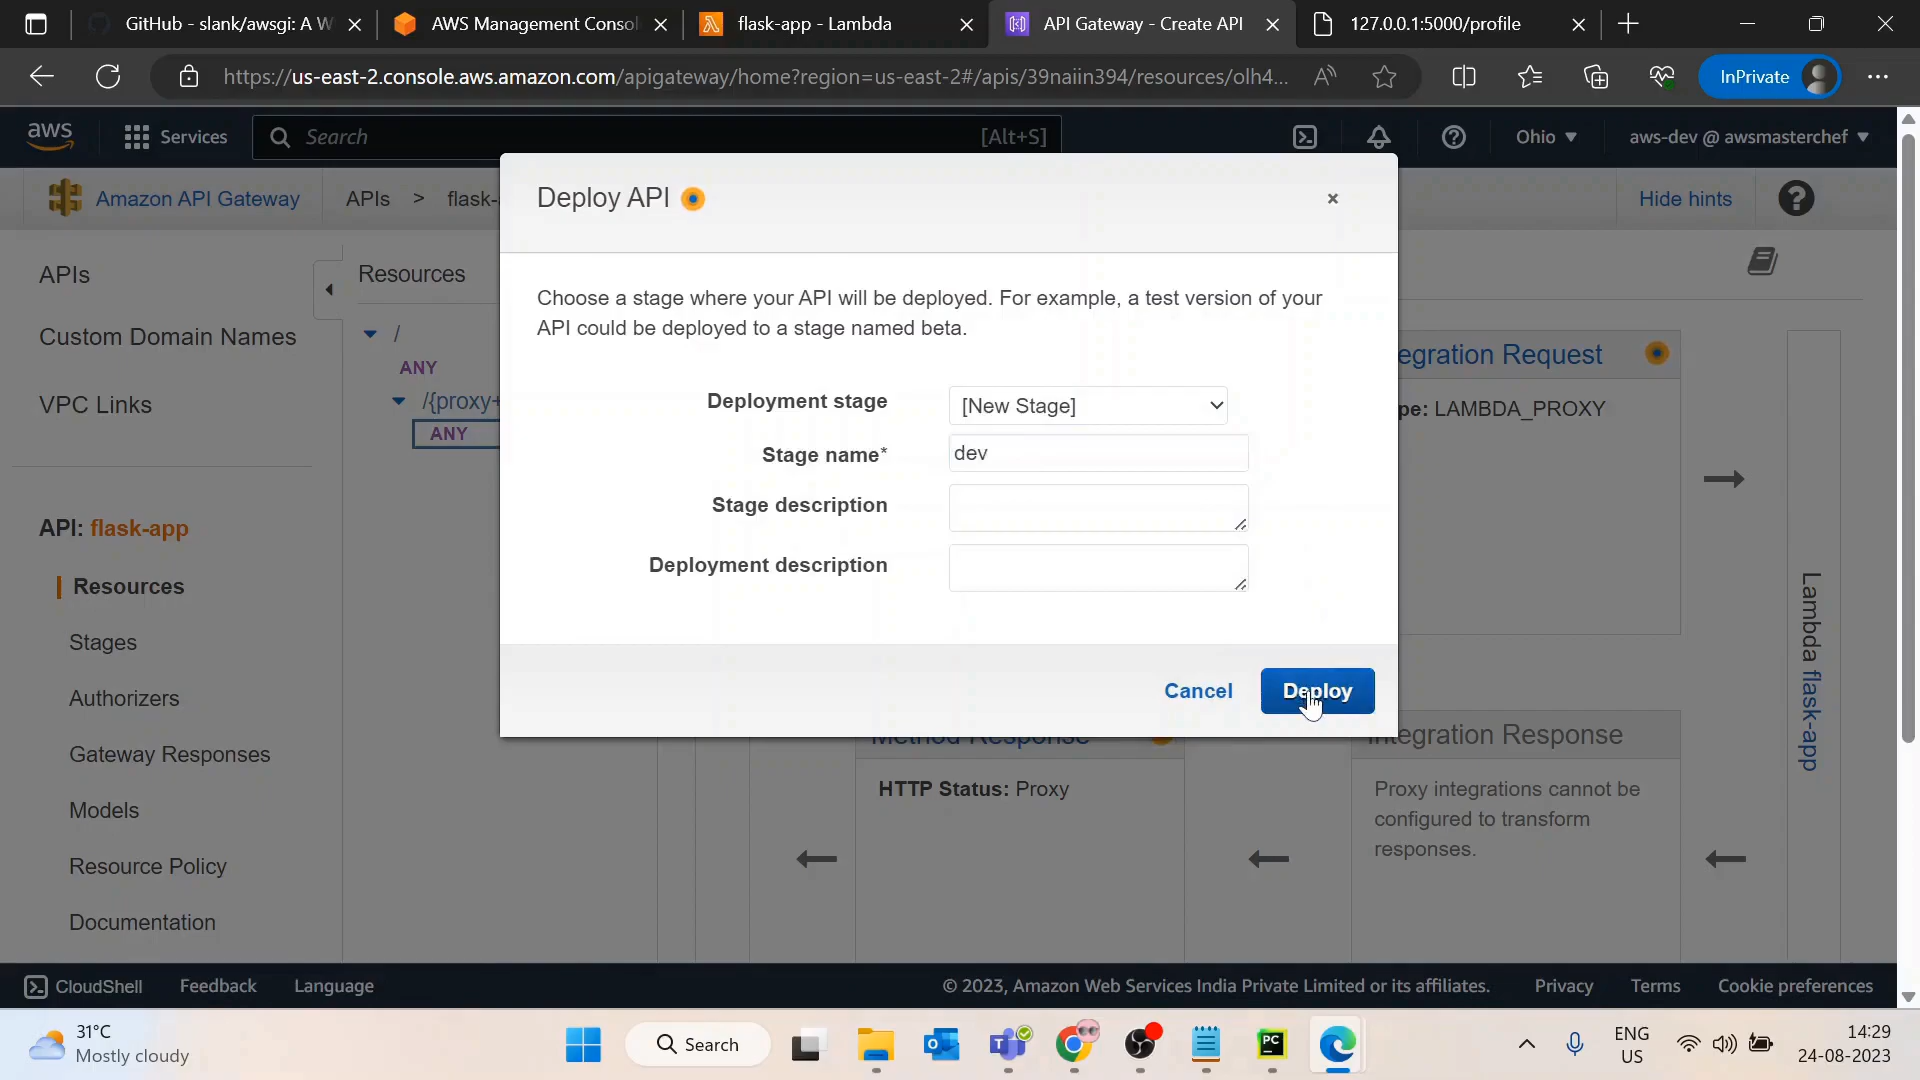 GitHub - slank/awsgi: A W
AWS Management Consol
flask-app - Lambda
API Gateway - Create API
127.0.0.1:5000/profile
https://us-east-2.console.aws.amazon.com/apigateway/home?region=us-east-2#/apis/39naiin394/resources/olh4...
InPrivate
aws
Services
Search
[Alt+S]
Ohio
aws-dev @ awsmasterchef
Amazon API Gateway
APIs > flask-
Hide hints
Deploy API
Choose a stage where your API will be deployed. For example, a test version of your
API could be deployed to a stage named beta.
Deployment stage
[New Stage]
Stage name*
dev
Stage description
Deployment description
Cancel
Deploy
APIs
Custom Domain Names
VPC Links
API: flask-app
Resources
Stages
Authorizers
Gateway Responses
Models
Resource Policy
Documentation
Resources
/
ANY
/{proxy+
ANY
egration Request
pe: LAMBDA_PROXY
Lambda flask-app
Method Response
HTTP Status: Proxy
Integration Response
Proxy integrations cannot be
configured to transform
responses.
CloudShell
Feedback
Language
© 2023, Amazon Web Services India Private Limited or its affiliates.
Privacy
Terms
Cookie preferences
31°C
Mostly cloudy
Search
PC
ENG
US
14:29
24-08-2023